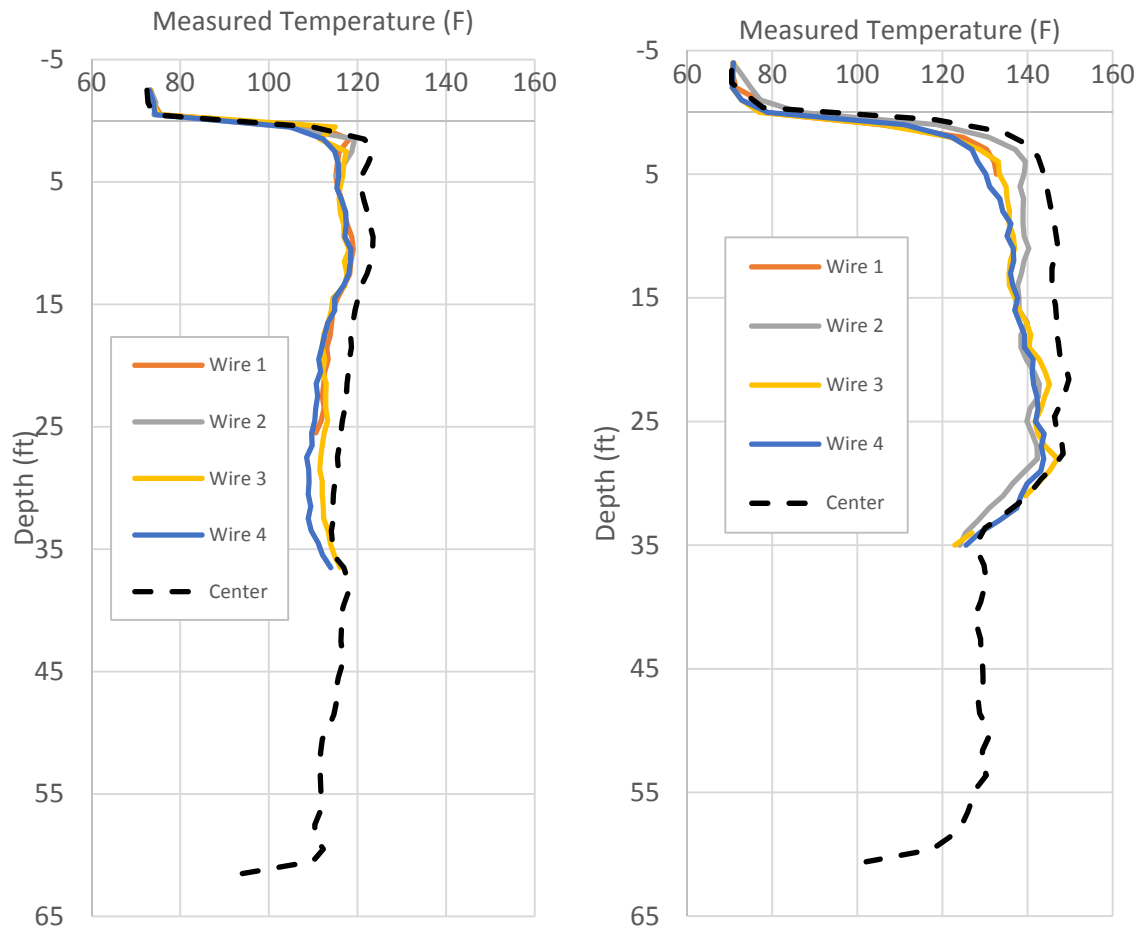 Measured Temperature (F)
-5
60 80 100 120 140 160
5
15
25
35
45
55
65
Depth (ft)
Wire 1
Wire 2
Wire 3
Wire 4
Center
Measured Temperature (F)
-5
60 80 100 120 140 160
5
15
25
35
45
55
65
Depth (ft)
Wire 1
Wire 2
Wire 3
Wire 4
Center